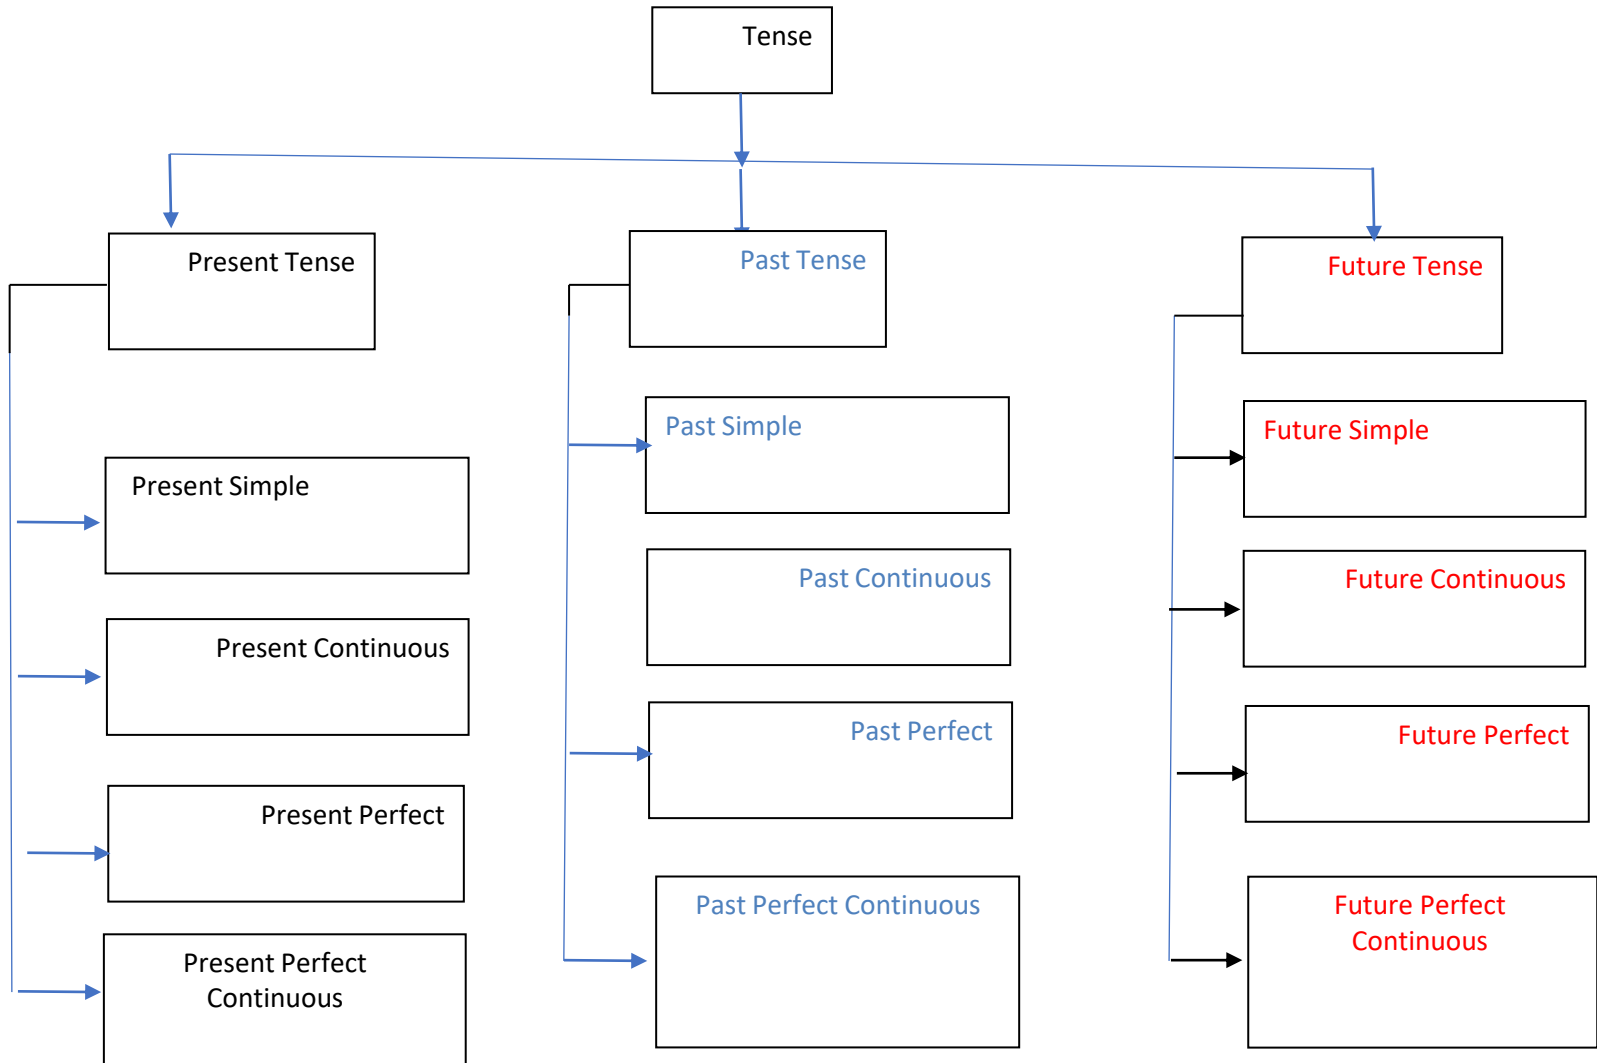 Tense
Present Tense
Past Tense
Future Tense
Present Simple
Present Continuous
Present Perfect
Present Perfect
Continuous
Past Simple
Past Continuous
Past Perfect
Past Perfect Continuous
Future Simple
Future Continuous
Future Perfect
Future Perfect
Continuous